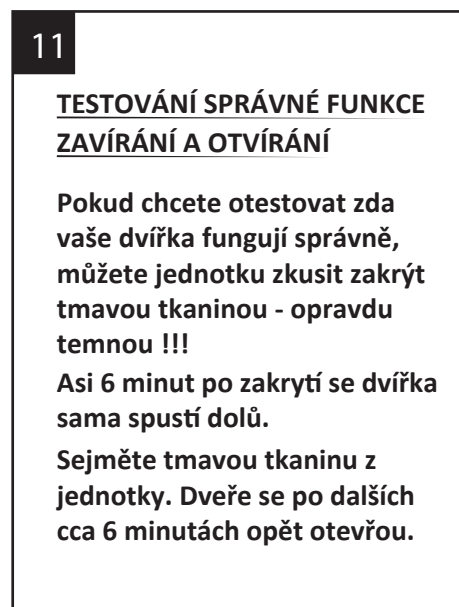 11
TESTOVÁNÍ SPRÁVNÉ FUNKCE
ZAVÍRÁNÍ A OTVÍRÁNÍ
Pokud chcete otestovat zda
vaše dvířka fungují správně,
můžete jednotku zkusit zakrýt
tmavou tkaninou - opravdu
temnou !!!
Asi 6 minut po zakrytí se dvířka
sama spustí dolů.
Sejměte tmavou tkaninu z
jednotky. Dveře se po dalších
cca 6 minutách opět otevřou.